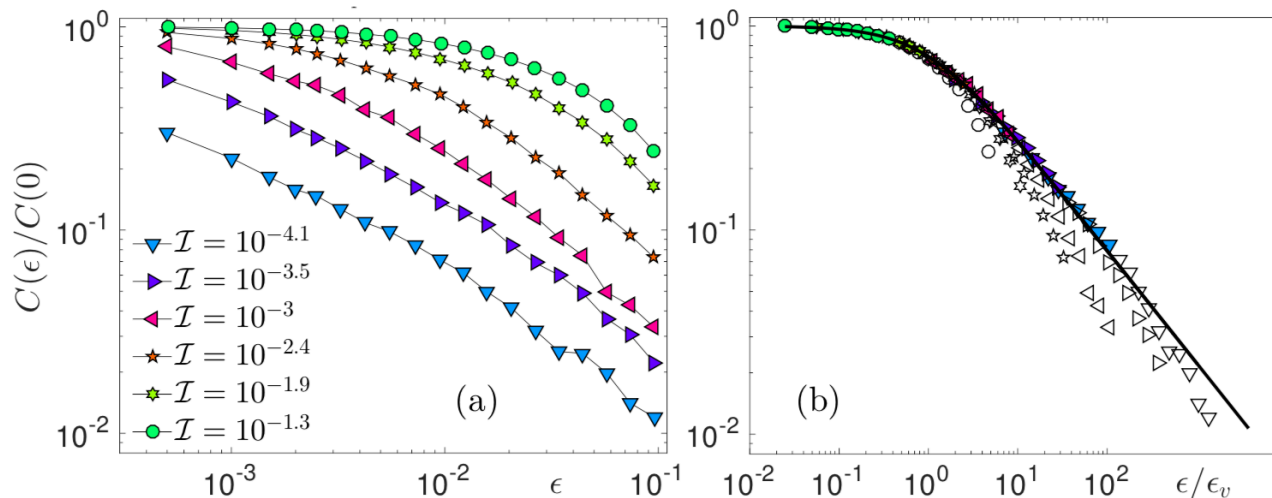 10^0
10^{-1}
10^{-2}
C(ϵ)/C(0)
𝓘 = 10^{-4.1}
𝓘 = 10^{-3.5}
𝓘 = 10^{-3}
𝓘 = 10^{-2.4}
𝓘 = 10^{-1.9}
𝓘 = 10^{-1.3}
(a)
10^{-3} 10^{-2} ϵ 10^{-1}
10^0
10^{-1}
10^{-2}
(b)
10^{-2} 10^{-1} 10^0 10^1 10^2 ϵ/ϵ_v